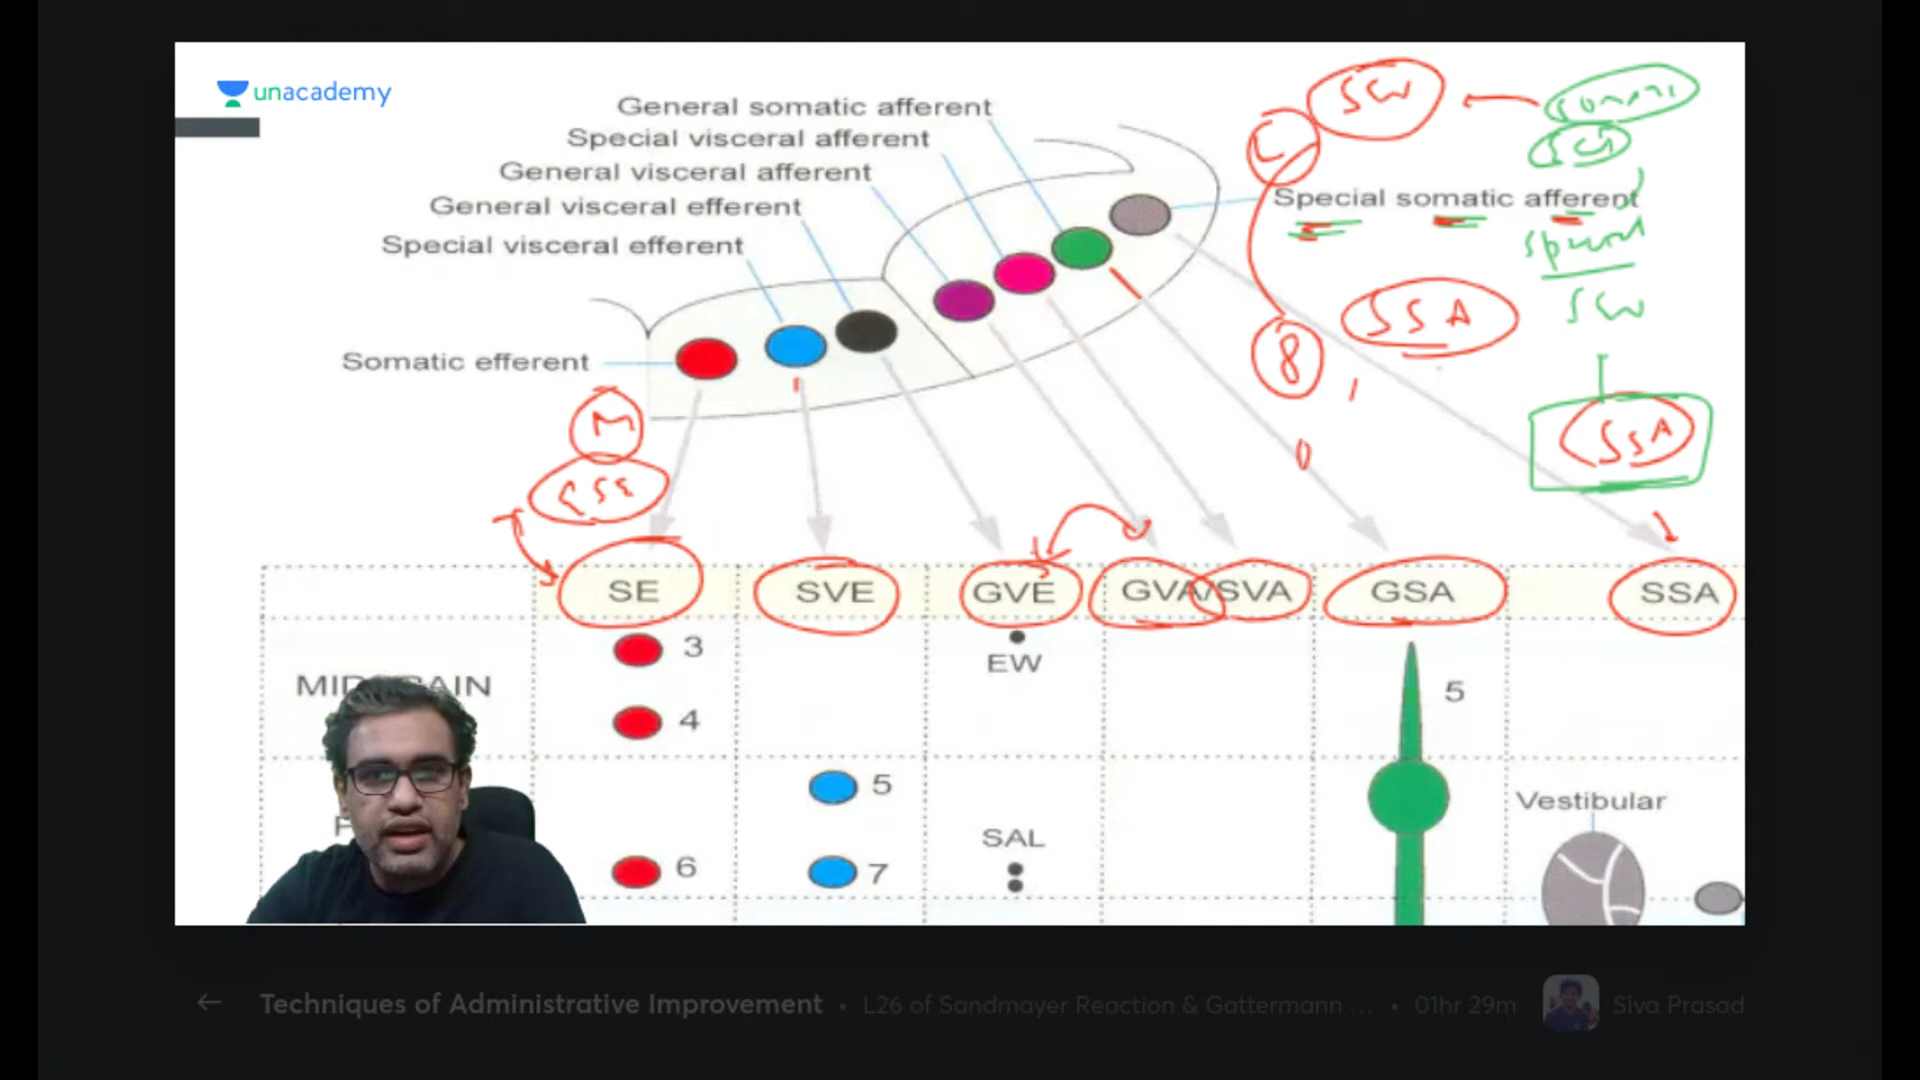 unacademy
General somatic afferent
Special visceral afferent
General visceral afferent
General visceral efferent
Special visceral efferent
Somatic efferent
Special somatic afferent
SSA
SSA
8
M
SE SVE GVE GVA/SVA GSA SSA
3
EW
5
4
5
Vestibular
SAL
6
7
Techniques of Administrative Improvement • L26 of Sandmayer Reaction & Gattermann ... • 01hr 29m
Siva Prasad